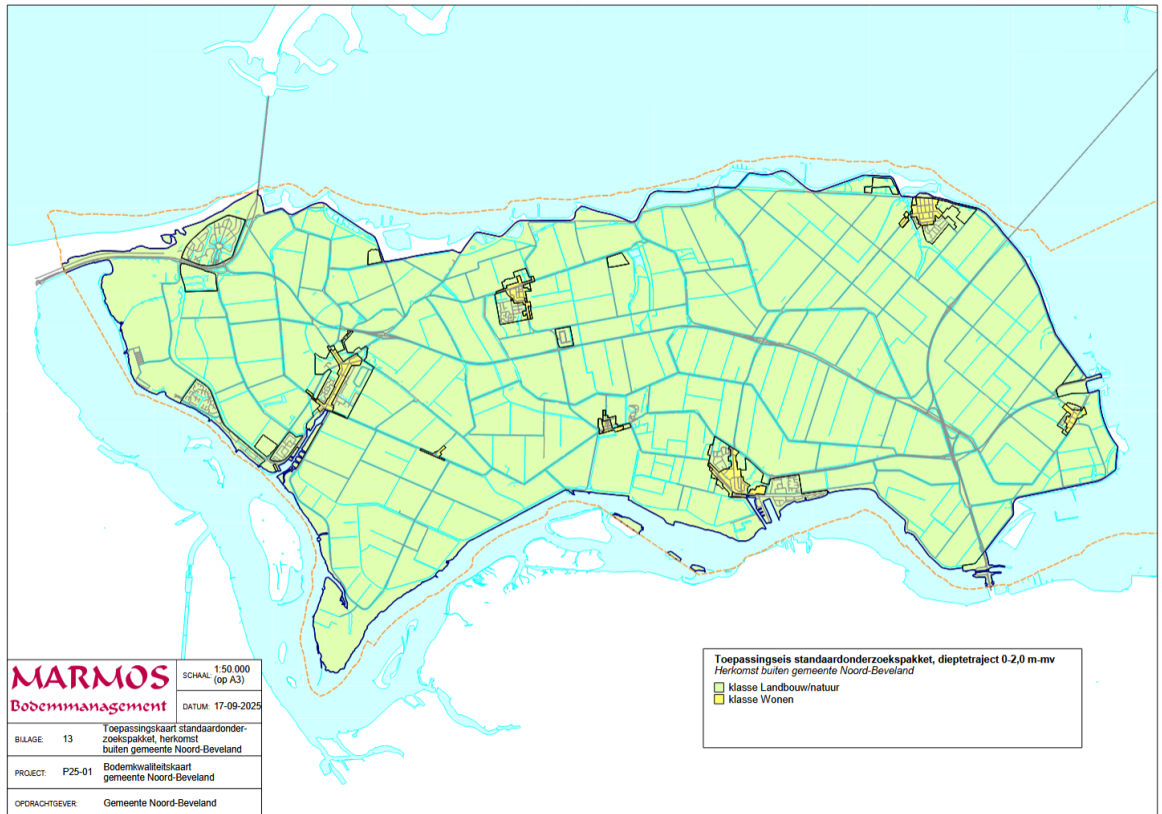 Toepassingseis standaardonderzoekspakket, dieptetraject 0-2,0 m-mv
Herkomst buiten gemeente Noord-Beveland
klasse Landbouw/natuur
klasse Wonen
MARMOS
Bodemmanagement
SCHAAL: 1:50.000
(op A3)
DATUM: 17-09-2025
BIJLAGE: 13 Toepassingskaart standaardonder-
zoekspakket, herkomst
buiten gemeente Noord-Beveland
PROJECT: P25-01 Bodemkwaliteitskaart
gemeente Noord-Beveland
OPDRACHTGEVER: Gemeente Noord-Beveland